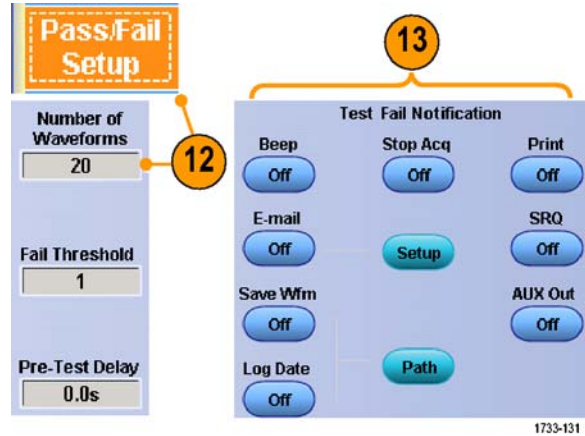 Pass/Fail
Setup
12
Number of
Waveforms
20
Fail Threshold
1
Pre-Test Delay
0.0s
13
Test Fail Notification
Beep
Off
Stop Acq
Off
Print
Off
E-mail
Off
Setup
SRQ
Off
Save Wfm
Off
AUX Out
Off
Log Date
Off
Path
1733-131